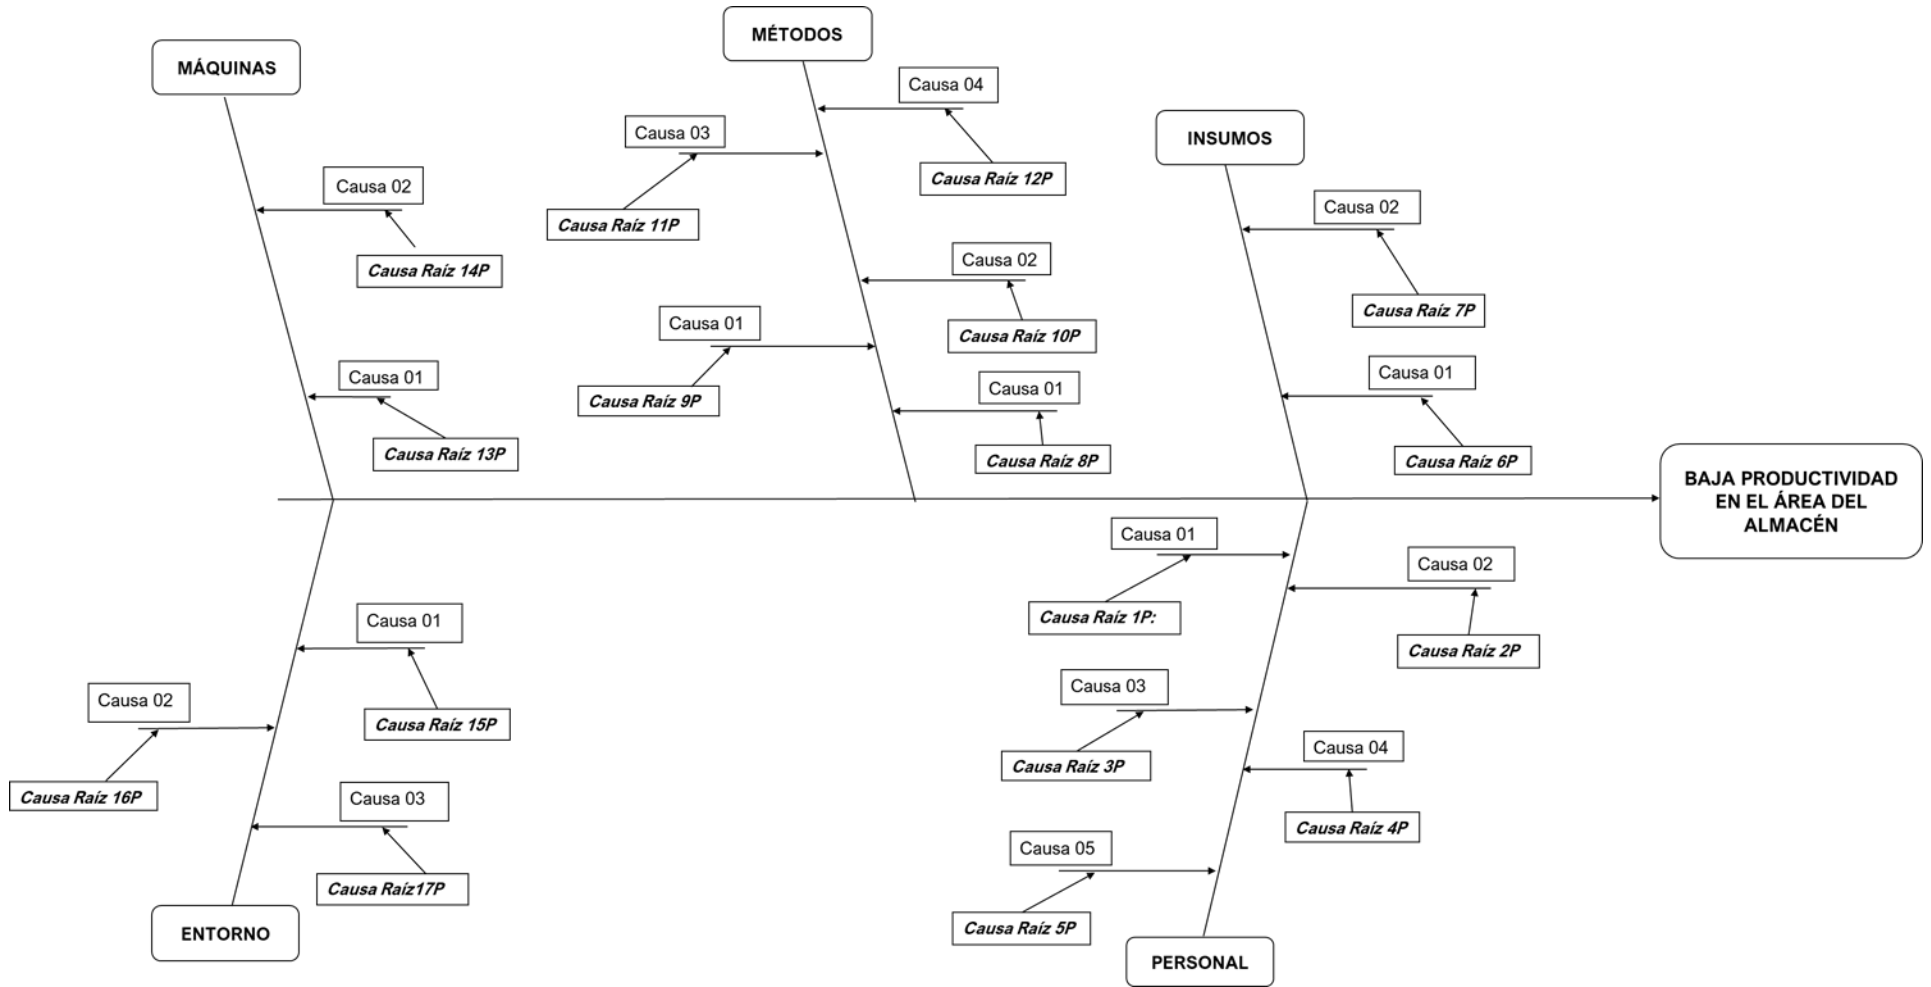 MÉTODOS
MÁQUINAS
Causa 04
Causa 03
INSUMOS
Causa Raíz 12P
Causa 02
Causa Raíz 11P
Causa 02
Causa Raíz 14P
Causa 02
Causa Raíz 7P
Causa 01
Causa Raíz 10P
Causa 01
Causa 01
Causa 01
Causa Raíz 9P
Causa Raíz 13P
Causa Raíz 8P
Causa Raíz 6P
BAJA PRODUCTIVIDAD
EN EL ÁREA DEL
ALMACÉN
Causa 01
Causa 02
Causa Raíz 1P:
Causa 01
Causa Raíz 2P
Causa 03
Causa 02
Causa Raíz 15P
Causa 04
Causa Raíz 3P
Causa Raíz 16P
Causa 03
Causa Raíz 4P
Causa 05
Causa Raíz17P
Causa Raíz 5P
ENTORNO
PERSONAL